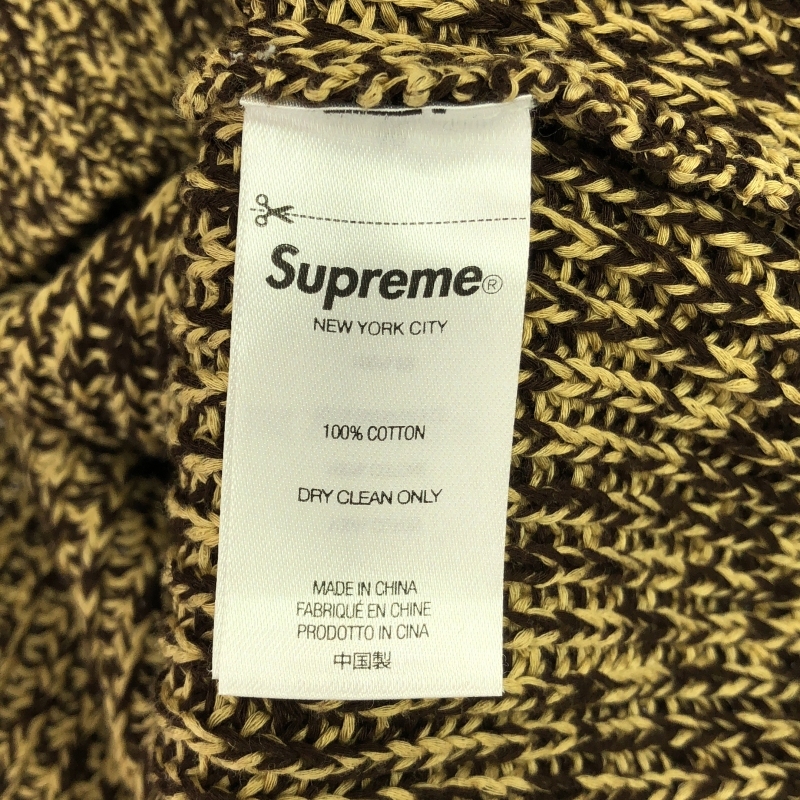 Supreme®
NEW YORK CITY
100% COTTON
DRY CLEAN ONLY
MADE IN CHINA
FABRIQUÉ EN CHINE
PRODOTTO IN CINA
中国製